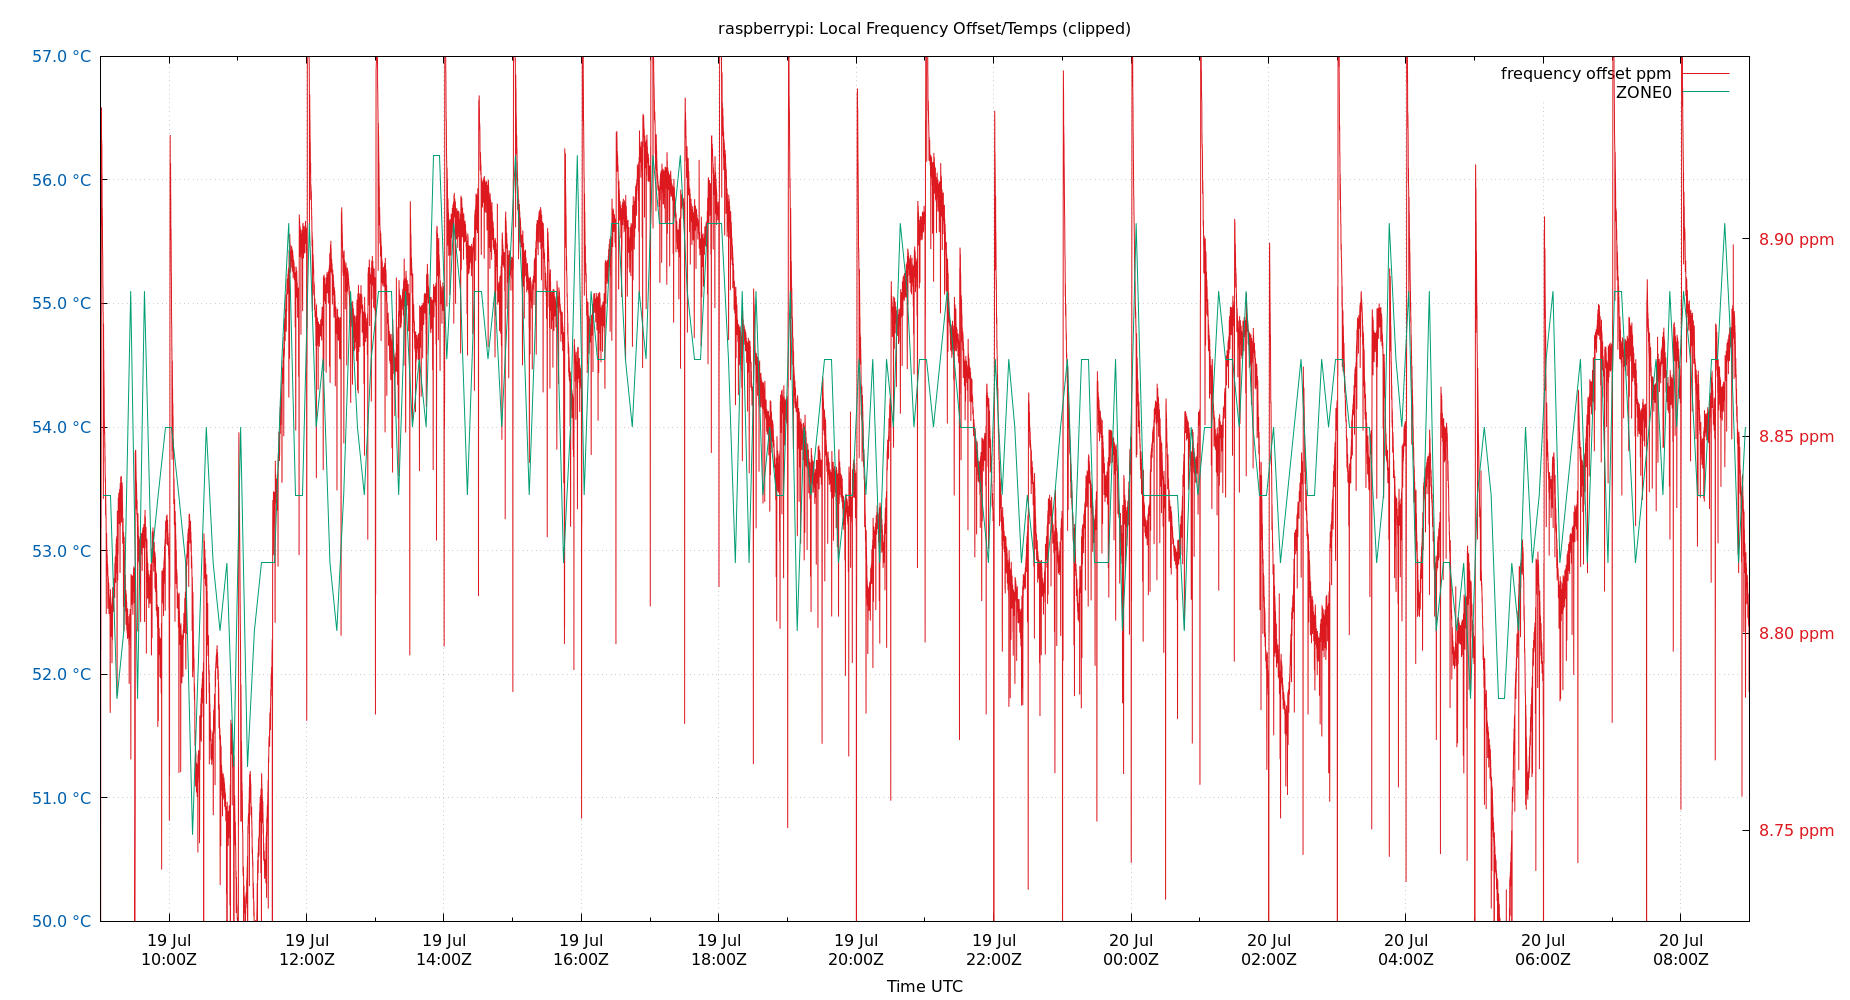 raspberrypi: Local Frequency Offset/Temps (clipped)
57.0 °C
56.0 °C
55.0 °C
54.0 °C
53.0 °C
52.0 °C
51.0 °C
50.0 °C
frequency offset ppm
ZONE0
8.90 ppm
8.85 ppm
8.80 ppm
8.75 ppm
19 Jul 19 Jul 19 Jul 19 Jul 19 Jul 19 Jul 19 Jul 20 Jul 20 Jul 20 Jul 20 Jul 20 Jul
10:00Z 12:00Z 14:00Z 16:00Z 18:00Z 20:00Z 22:00Z 00:00Z 02:00Z 04:00Z 06:00Z 08:00Z
Time UTC